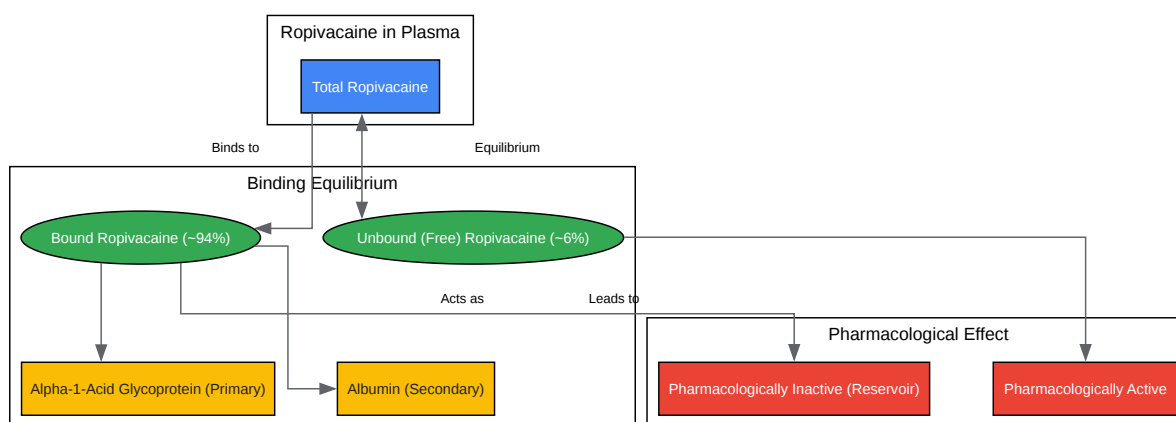 Ropivacaine in Plasma
Total Ropivacaine
Binds to
Equilibrium
Binding Equilibrium
Bound Ropivacaine (~94%)
Unbound (Free) Ropivacaine (~6%)
Acts as
Leads to
Pharmacological Effect
Alpha-1-Acid Glycoprotein (Primary)
Albumin (Secondary)
Pharmacologically Inactive (Reservoir)
Pharmacologically Active